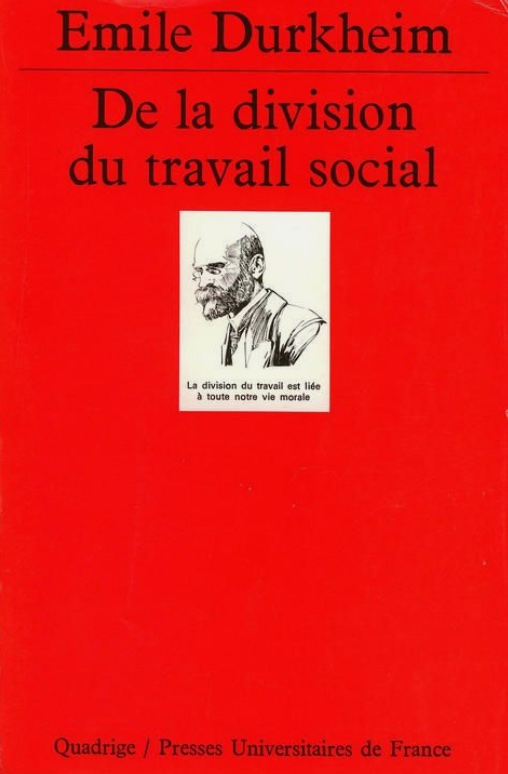 Emile Durkheim
De la division
du travail social
La division du travail est liée
à toute notre vie morale
Quadrige / Presses Universitaires de France